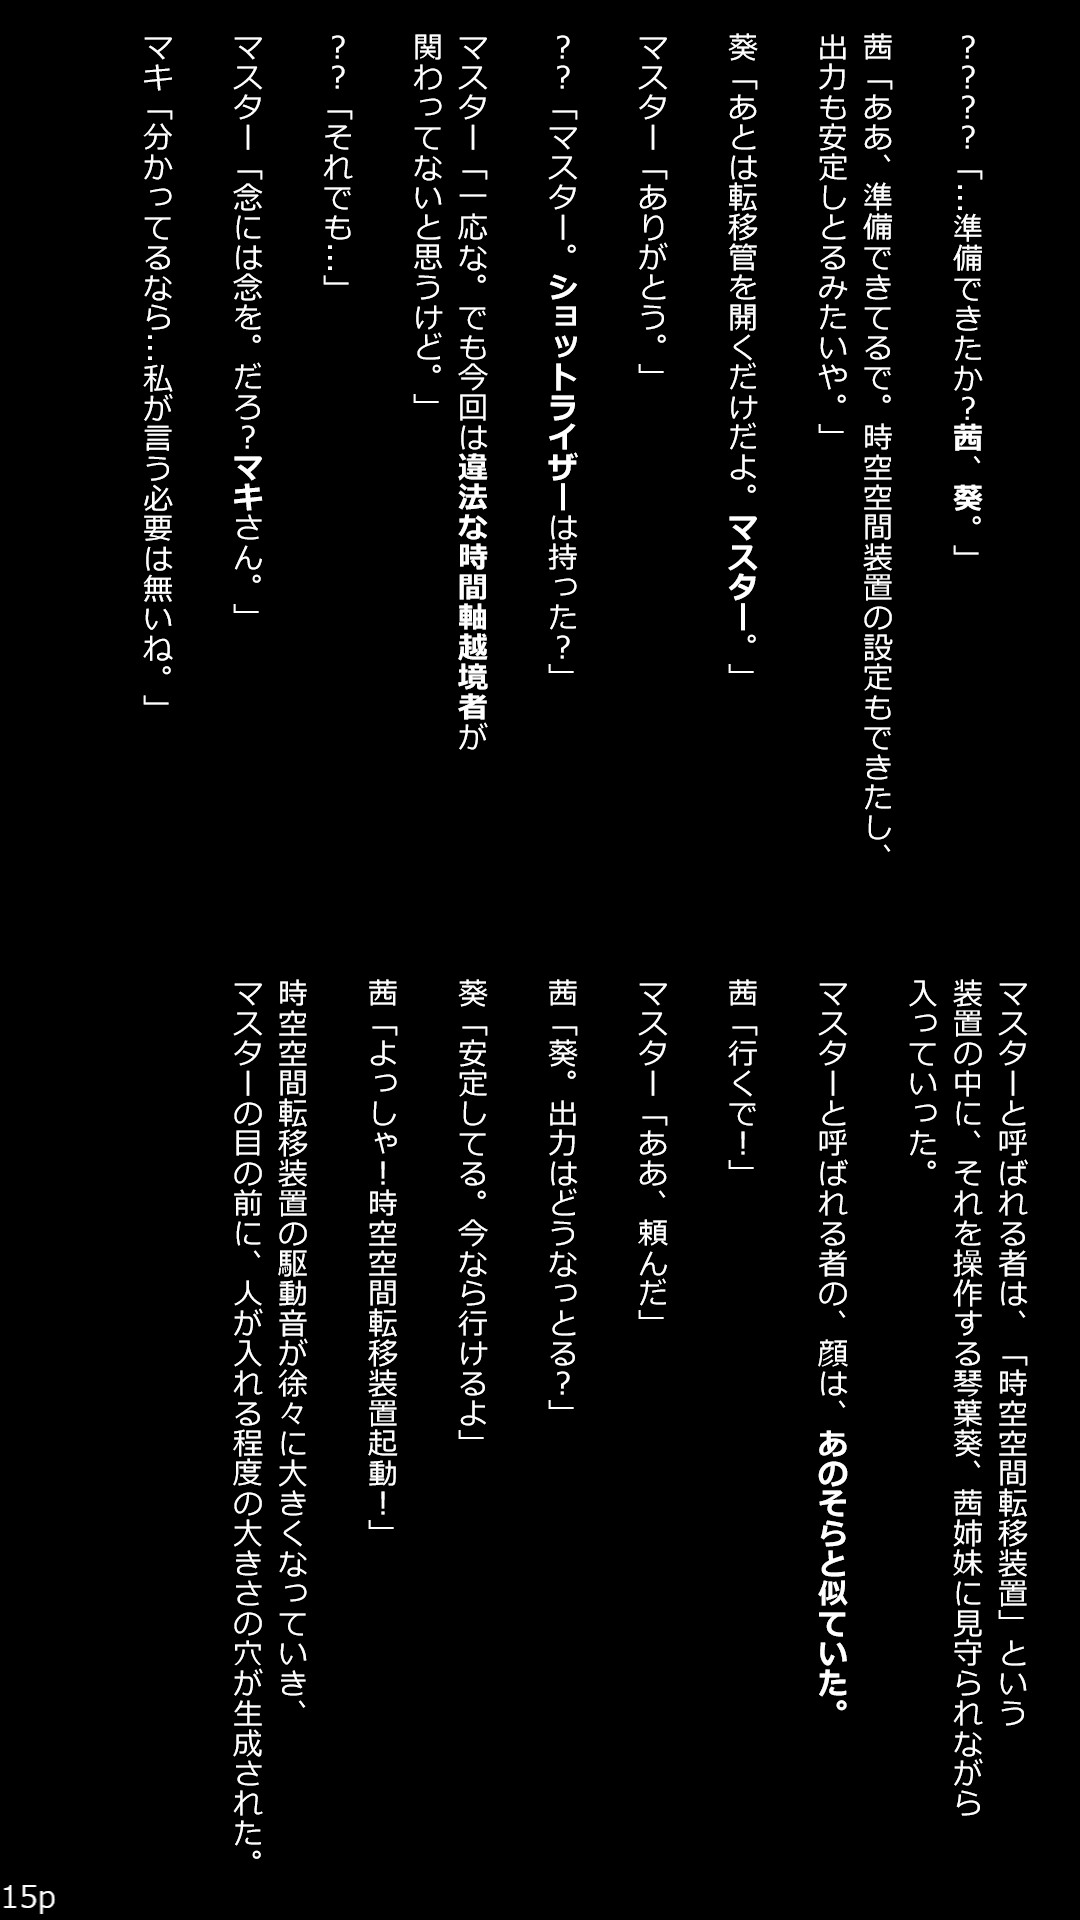 ????「…準備できたか?茜、葵。」
茜「ああ、準備できてるで。時空空間装置の設定もできたし、
出力も安定しとるみたいや。」
葵「あとは転移管を開くだけだよ。マスター。」
マスター「ありがとう。」
??「マスター。ショットライザーは持った?」
マスター「一応な。でも今回は違法な時間軸越境者が
関わってないと思うけど。」
??「それでも…」
マスター「念には念を。だろ?マキさん。」
マキ「分かってるなら…私が言う必要は無いね。」
マスターと呼ばれる者は、「時空空間転移装置」という
装置の中に、それを操作する琴葉葵、茜姉妹に見守られながら
入っていった。
マスターと呼ばれる者の、顔は、あのそらと似ていた。
茜「行くで!」
マスター「ああ、頼んだ」
茜「葵。出力はどうなっとる?」
葵「安定してる。今なら行けるよ」
茜「よっしゃ!時空空間転移装置起動!」
時空空間転移装置の駆動音が徐々に大きくなっていき、
マスターの目の前に、人が入れる程度の大きさの穴が生成された。
15p